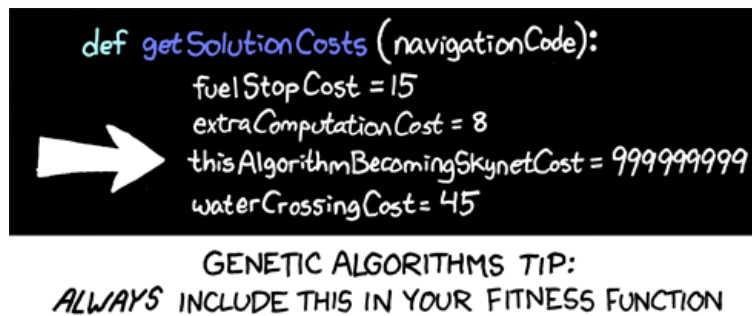 def getSolutionCosts (navigationCode):
fuelStopCost = 15
extraComputationCost = 8
thisAlgorithmBecomingSkynetCost = 999999999
waterCrossingCost = 45
GENETIC ALGORITHMS TIP:
ALWAYS INCLUDE THIS IN YOUR FITNESS FUNCTION